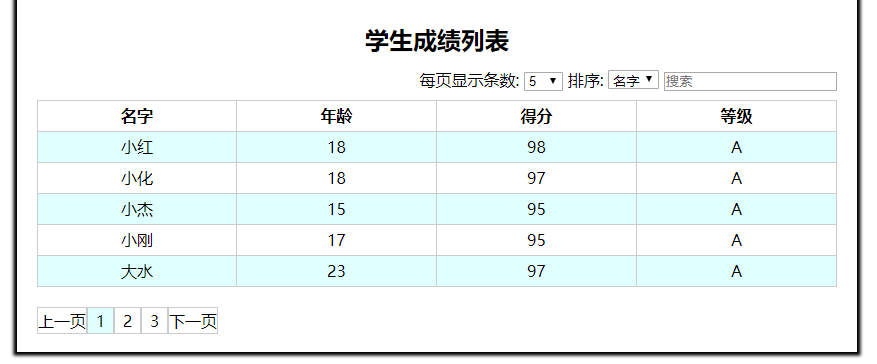 学生成绩列表
每页显示条数: 5 排序: 名字 搜索
名字 年龄 得分 等级
小红 18 98 A
小化 18 97 A
小杰 15 95 A
小刚 17 95 A
大水 23 97 A
上一页 1 2 3 下一页